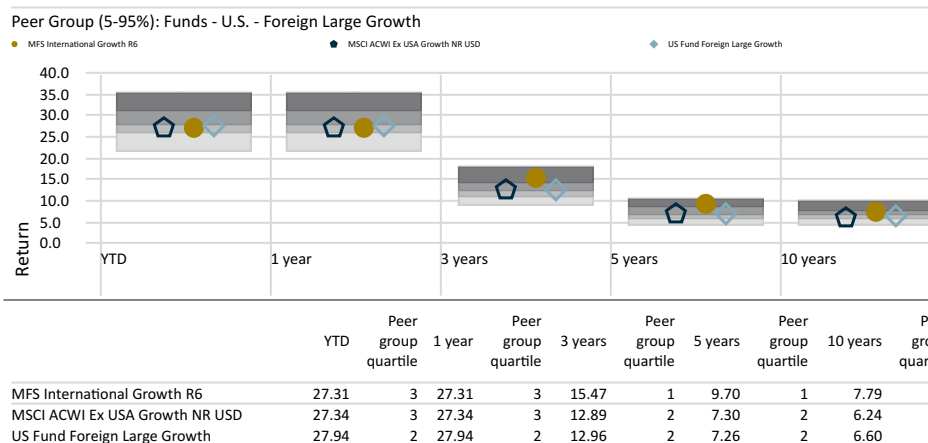 Peer Group (5-95%): Funds - U.S. - Foreign Large Growth
MFS International Growth R6 MSCI ACWI Ex USA Growth NR USD US Fund Foreign Large Growth
40.0
35.0
30.0
25.0
20.0
15.0
10.0
5.0
0.0
Return
YTD 1 year 3 years 5 years 10 years
YTD Peer group quartile 1 year Peer group quartile 3 years Peer group quartile 5 years Peer group quartile 10 years
MFS International Growth R6 27.31 3 27.31 3 15.47 1 9.70 1 7.79
MSCI ACWI Ex USA Growth NR USD 27.34 3 27.34 3 12.89 2 7.30 2 6.24
US Fund Foreign Large Growth 27.94 2 27.94 2 12.96 2 7.26 2 6.60